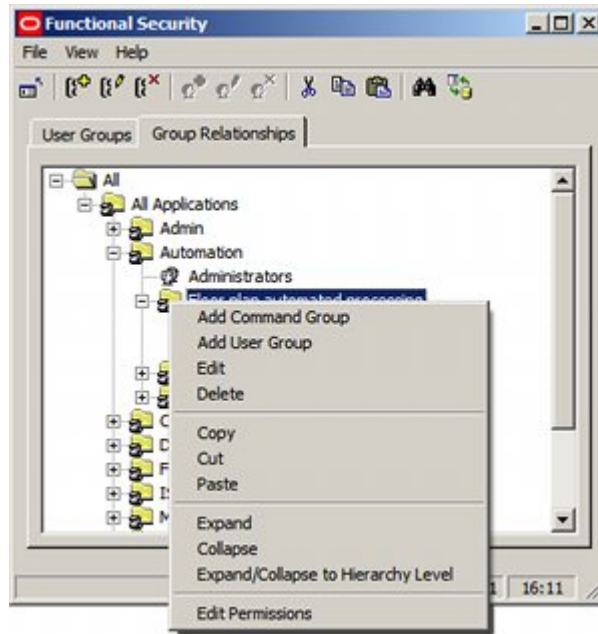 Functional Security
File View Help
User Groups Group Relationships
All
All Applications
Admin
Automation
Administrators
Floor plan automated processing
Add Command Group
Add User Group
Edit
Delete
Copy
Cut
Paste
Expand
Collapse
Expand/Collapse to Hierarchy Level
Edit Permissions
16:11